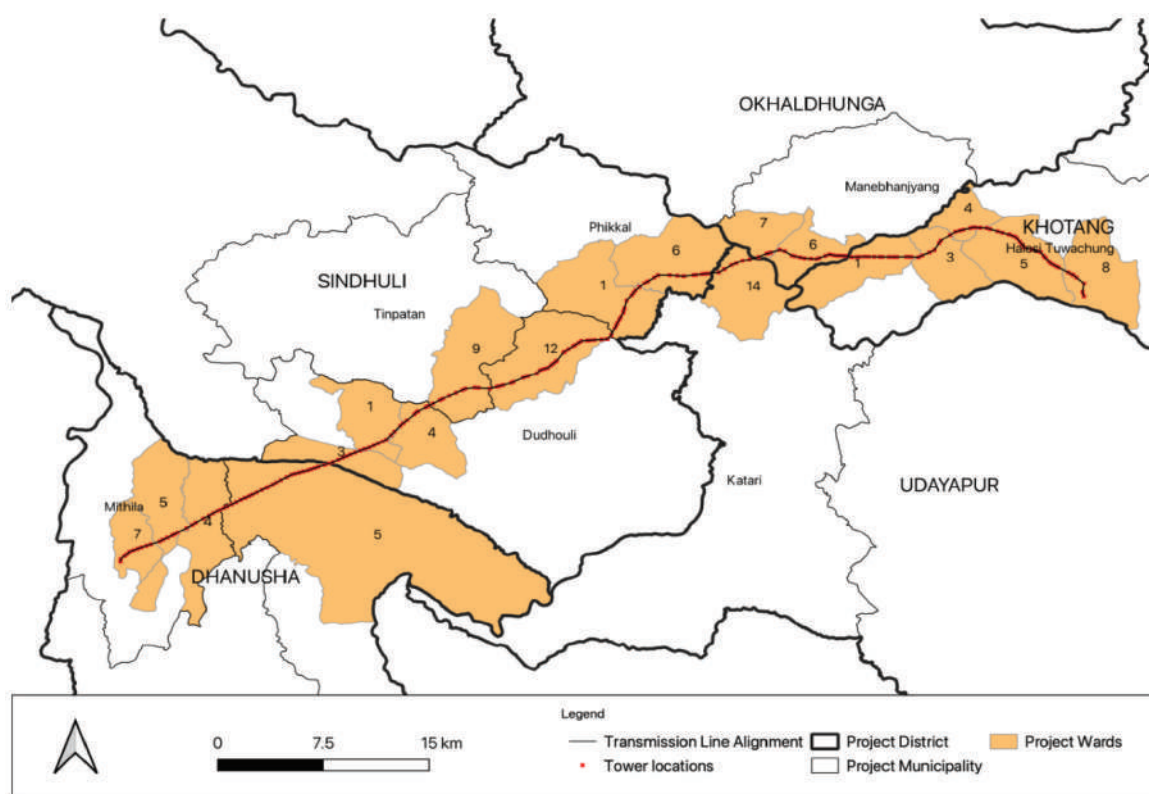 OKHALDHUNGA
Manebhanjyang
4
7
Phikkal
KHOTANG
6
6
Halesi Tuwachung
1
3
5
8
SINDHULI
1
14
Tinpatan
9
12
1
4
Dudhouli
3
Katari
UDAYAPUR
5
Mithila
4
7
5
DHANUSHA
Legend
0 7.5 15 km
Transmission Line Alignment
Project District
Project Wards
Tower locations
Project Municipality